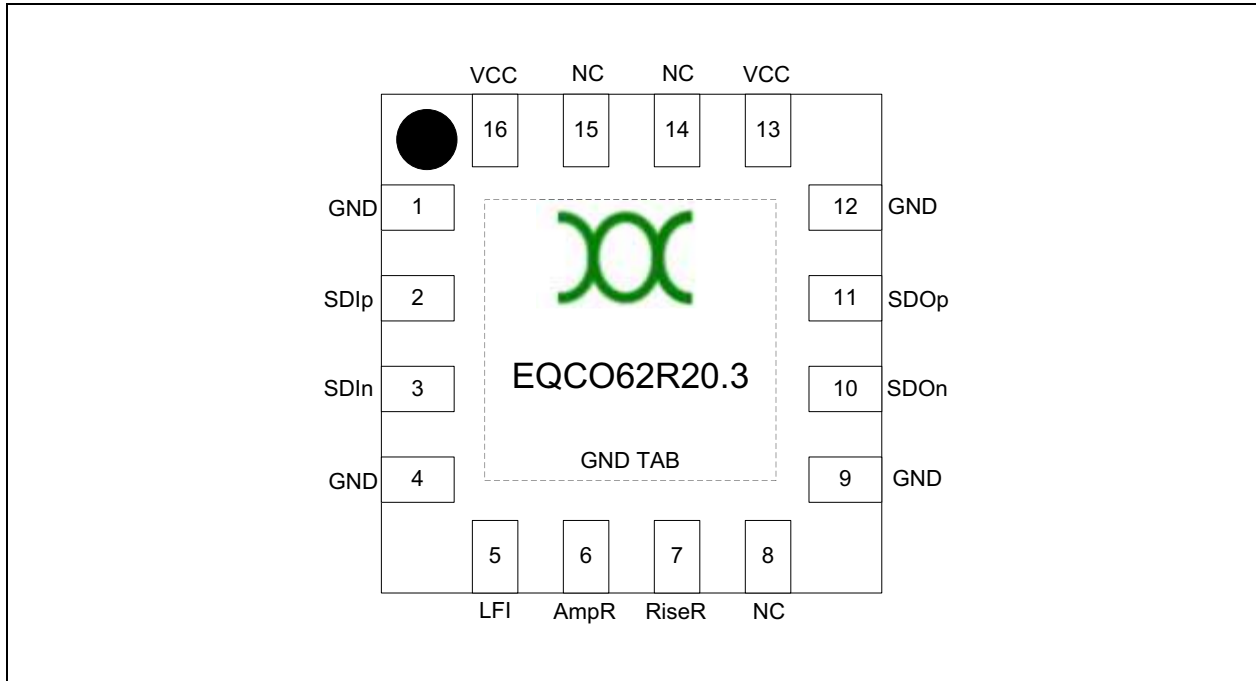 VCC NC NC VCC
16 15 14 13
GND 1 12 GND
SDIp 2 11 SDOp
SDIn 3 10 SDOn
EQCO62R20.3
GND TAB
GND 4 9 GND
5 6 7 8
LFI AmpR RiseR NC